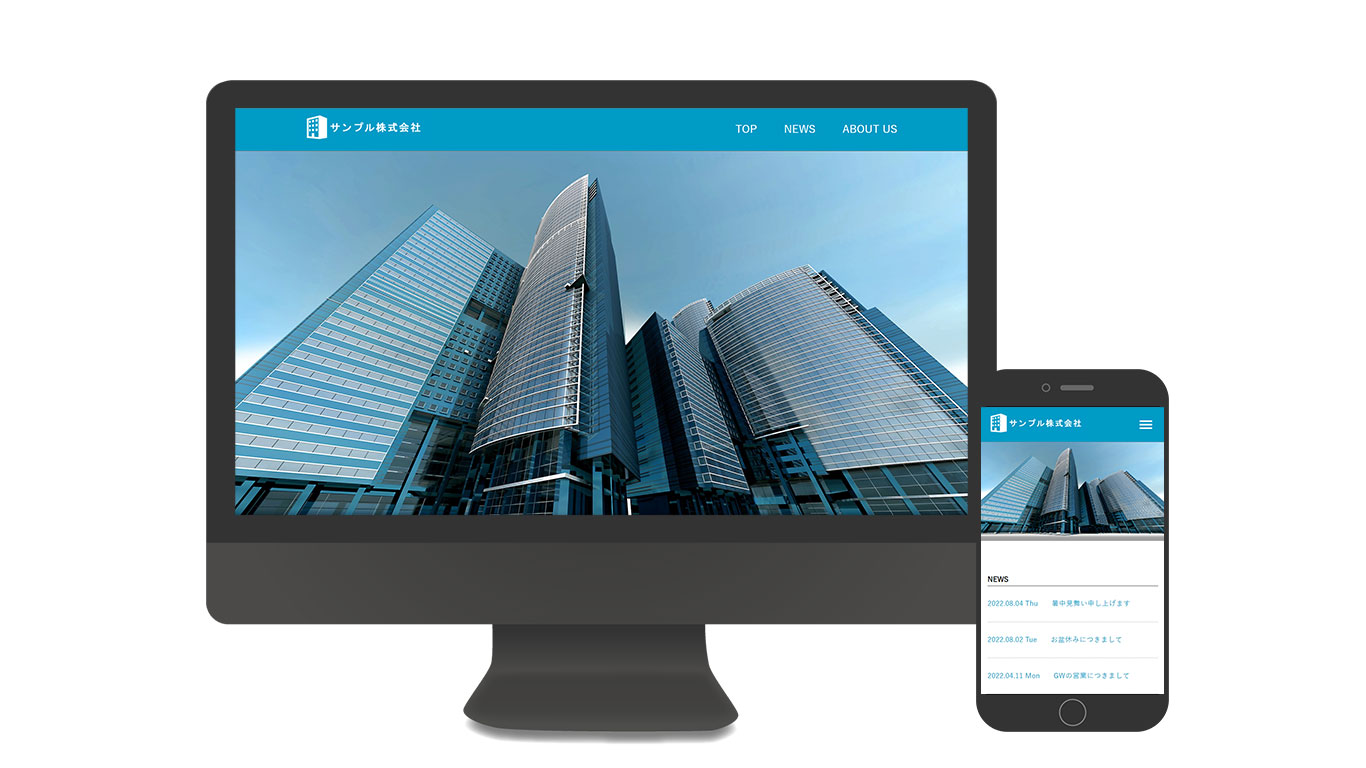 サンプル株式会社
TOP NEWS ABOUT US
サンプル株式会社
NEWS
2022.08.04 Thu 暑中見舞い申し上げます
2022.08.02 Tue お盆休みにつきまして
2022.04.11 Mon GWの営業につきまして